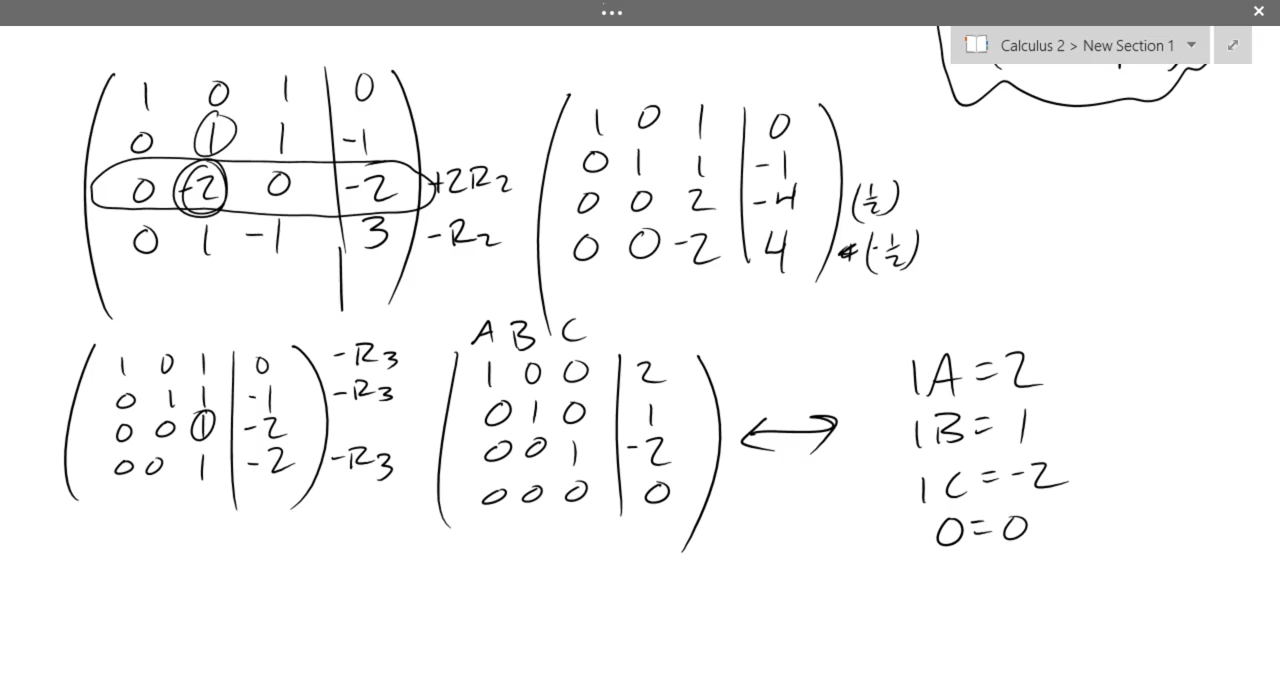 Calculus 2 > New Section 1
1 0 1 | 0
0 1 1 | -1
0 -2 0 | -2 +2R2
0 1 -1 | 3 -R2
1 0 1 | 0
0 1 1 | -1
0 0 2 | -4 (1/2)
0 0 -2 | 4 (-1/2)
1 0 1 | 0 -R3
0 1 1 | -1 -R3
0 0 1 | -2
0 0 1 | -2 -R3
A B C
1 0 0 | 2
0 1 0 | 1
0 0 1 | -2
0 0 0 | 0
↔
1A = 2
1B = 1
1C = -2
0 = 0